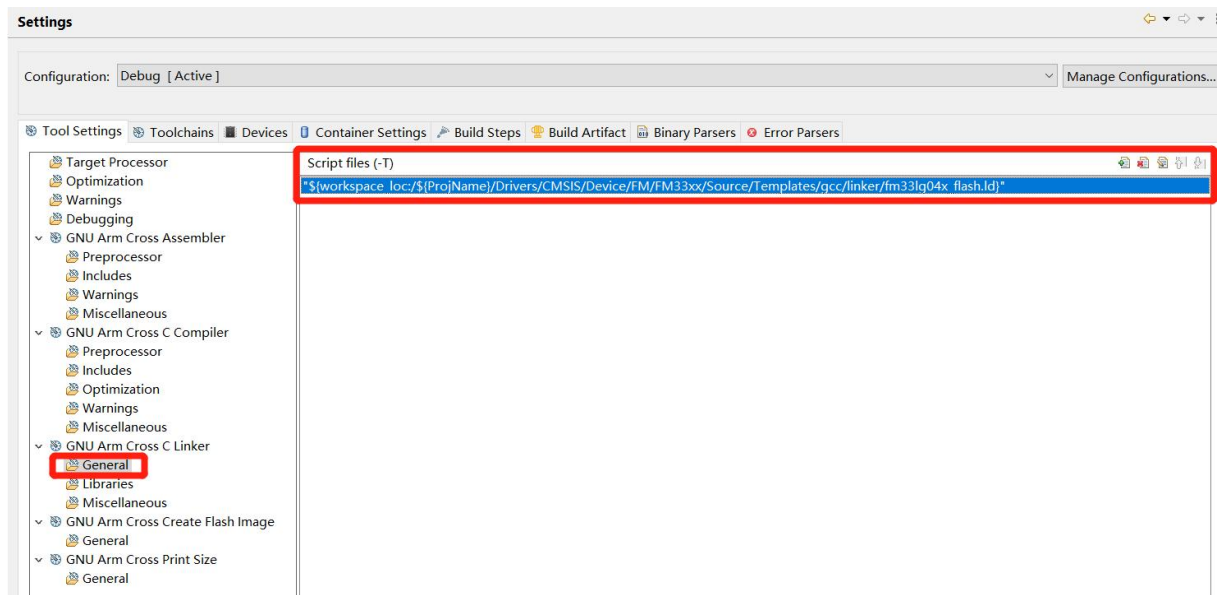 Settings
Configuration: Debug [ Active ] Manage Configurations...
Tool Settings Toolchains Devices Container Settings Build Steps Build Artifact Binary Parsers Error Parsers
Target Processor
Optimization
Warnings
Debugging
GNU Arm Cross Assembler
Preprocessor
Includes
Warnings
Miscellaneous
GNU Arm Cross C Compiler
Preprocessor
Includes
Optimization
Warnings
Miscellaneous
GNU Arm Cross C Linker
General
Libraries
Miscellaneous
GNU Arm Cross Create Flash Image
General
GNU Arm Cross Print Size
General
Script files (-T)
"${workspace_loc:/${ProjName}/Drivers/CMSIS/Device/FM/FM33xx/Source/Templates/gcc/linker/fm33lg04x_flash.ld}"